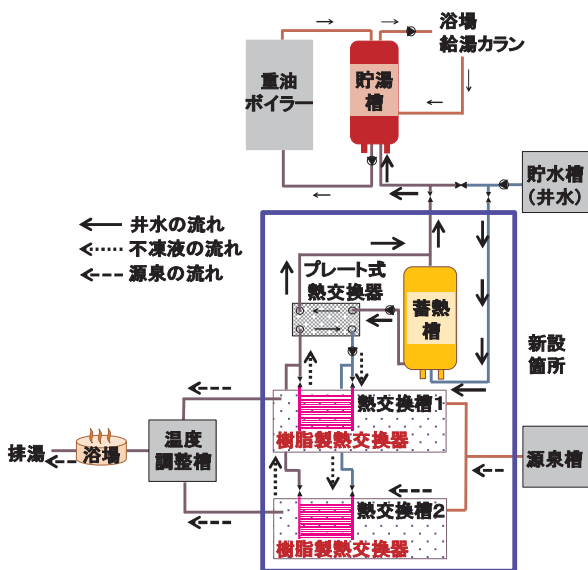 浴場
給湯カラン
重油
ボイラー
貯湯
槽
貯水槽
(井水)
井水の流れ
不凍液の流れ
源泉の流れ
プレート式
熱交換器
蓄熱
槽
新設
箇所
熱交換槽1
樹脂製熱交換器
排湯
浴場
温度
調整槽
源泉槽
熱交換槽2
樹脂製熱交換器